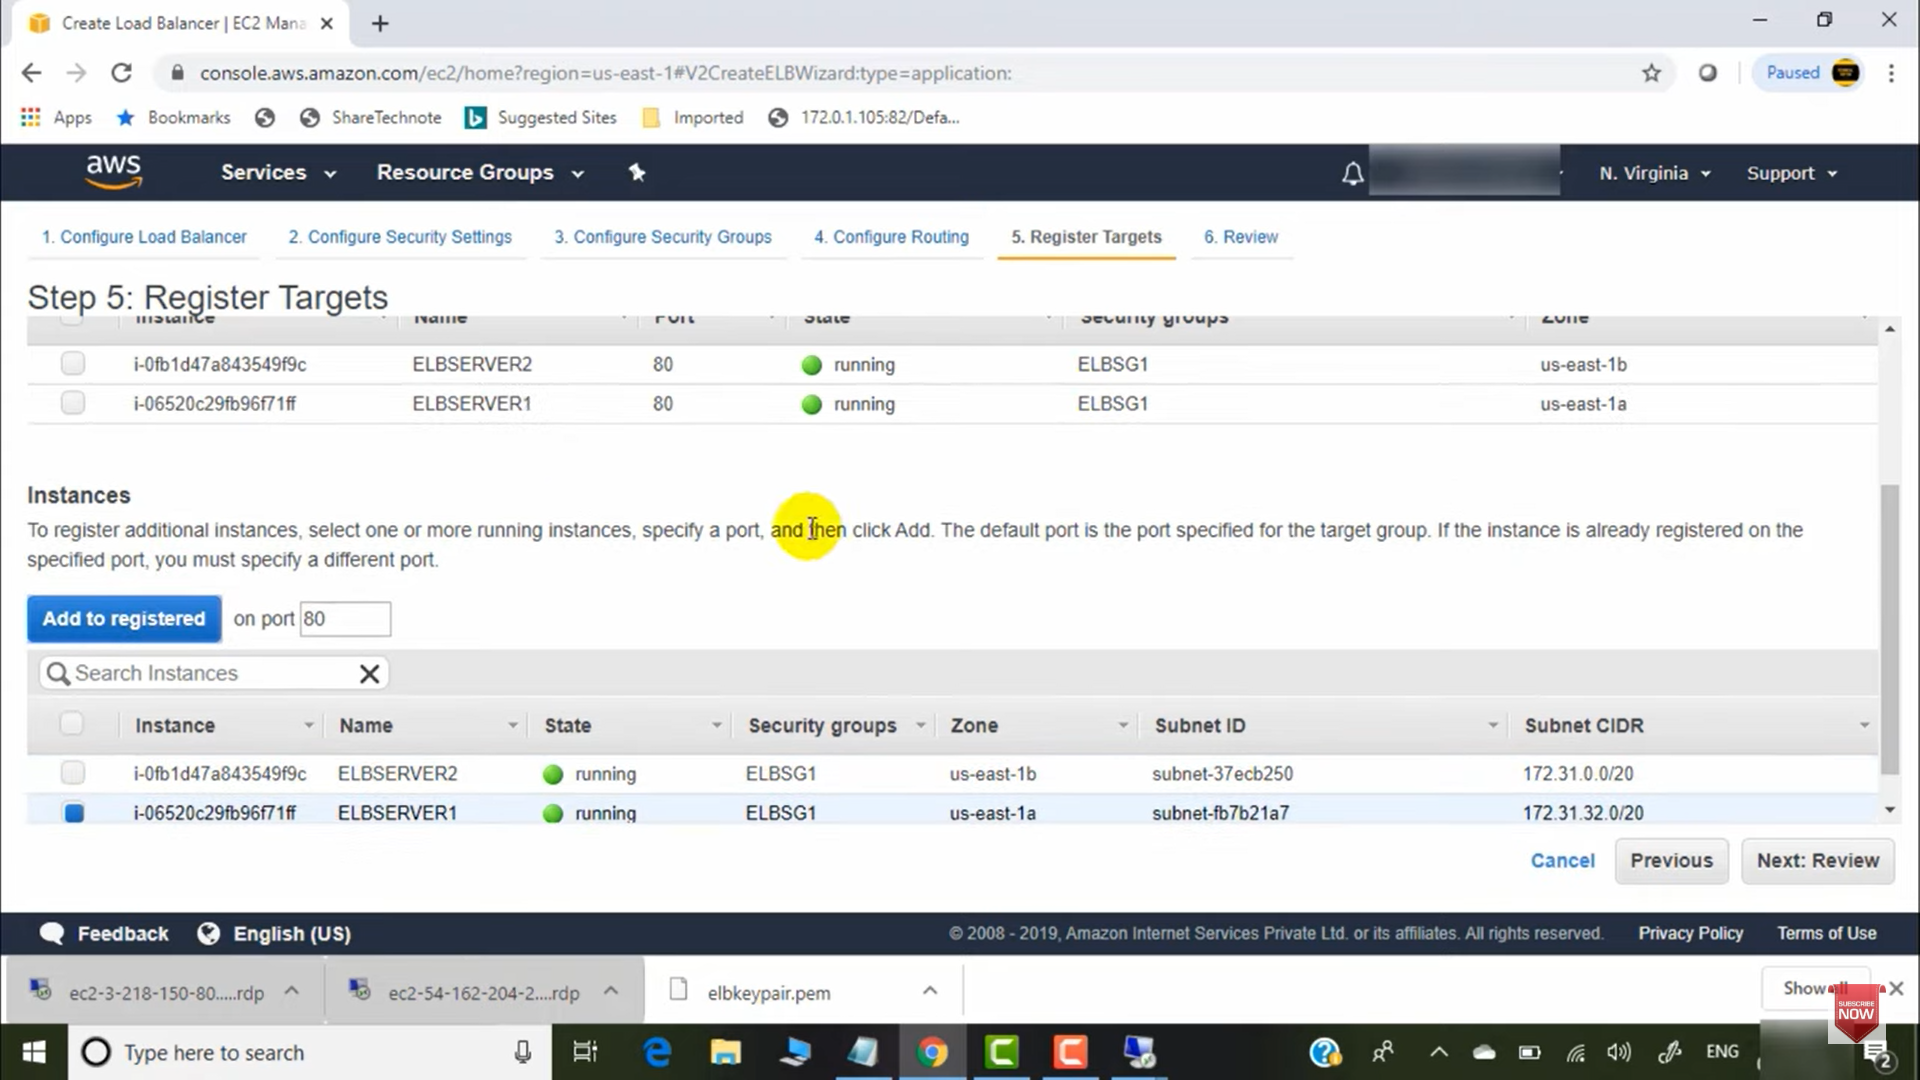 Create Load Balancer | EC2 Mana
console.aws.amazon.com/ec2/home?region=us-east-1#V2CreateELBWizard:type=application:
Paused
Apps Bookmarks ShareTechnote Suggested Sites Imported 172.0.1.105:82/Defa...
aws Services Resource Groups N. Virginia Support
1. Configure Load Balancer 2. Configure Security Settings 3. Configure Security Groups 4. Configure Routing 5. Register Targets 6. Review
Step 5: Register Targets
Instance Name Port State Security groups Zone
i-0fb1d47a843549f9c ELBSERVER2 80 running ELBSG1 us-east-1b
i-06520c29fb96f71ff ELBSERVER1 80 running ELBSG1 us-east-1a
Instances
To register additional instances, select one or more running instances, specify a port, and then click Add. The default port is the port specified for the target group. If the instance is already registered on the
specified port, you must specify a different port.
Add to registered on port 80
Search Instances
Instance Name State Security groups Zone Subnet ID Subnet CIDR
i-0fb1d47a843549f9c ELBSERVER2 running ELBSG1 us-east-1b subnet-37ecb250 172.31.0.0/20
i-06520c29fb96f71ff ELBSERVER1 running ELBSG1 us-east-1a subnet-fb7b21a7 172.31.32.0/20
Cancel Previous Next: Review
Feedback English (US) © 2008 - 2019, Amazon Internet Services Private Ltd. or its affiliates. All rights reserved. Privacy Policy Terms of Use
ec2-3-218-150-80.....rdp ec2-54-162-204-2....rdp elbkeypair.pem Show all
SUBSCRIBE
NOW
Type here to search ENG 2